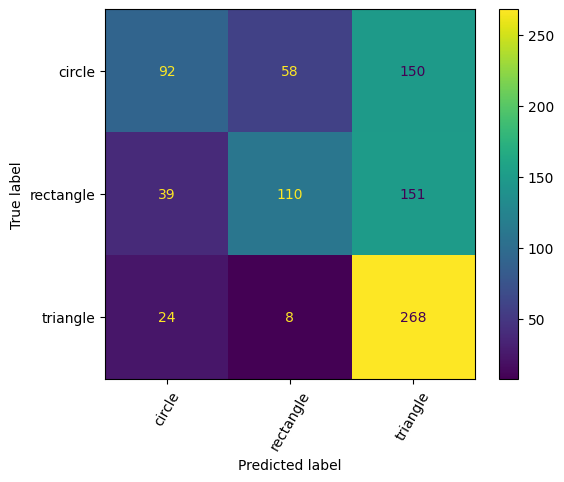 circle 92 58 150
rectangle 39 110 151
triangle 24 8 268
circle rectangle triangle
True label
Predicted label
250
200
150
100
50